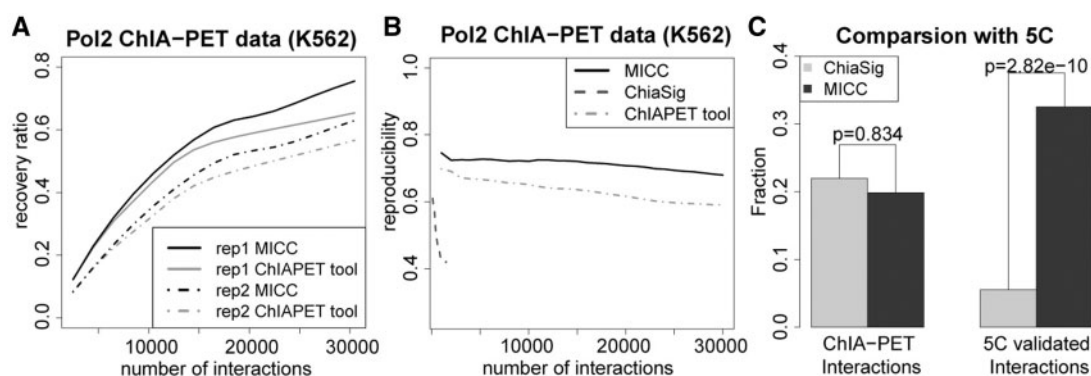 A
Pol2 ChIA-PET data (K562)
recovery ratio
0.0 0.2 0.4 0.6 0.8
rep1 MICC
rep1 ChIAPET tool
rep2 MICC
rep2 ChIAPET tool
10000 20000 30000
number of interactions
B
Pol2 ChIA-PET data (K562)
reproducibility
0.4 0.6 0.8 1.0
MICC
ChiaSig
ChIAPET tool
0 10000 20000 30000
number of interactions
C
Comparsion with 5C
Fraction
0.0 0.1 0.2 0.3 0.4
ChiaSig
MICC
p=0.834
p=2.82e-10
ChIA-PET
Interactions
5C validated
Interactions